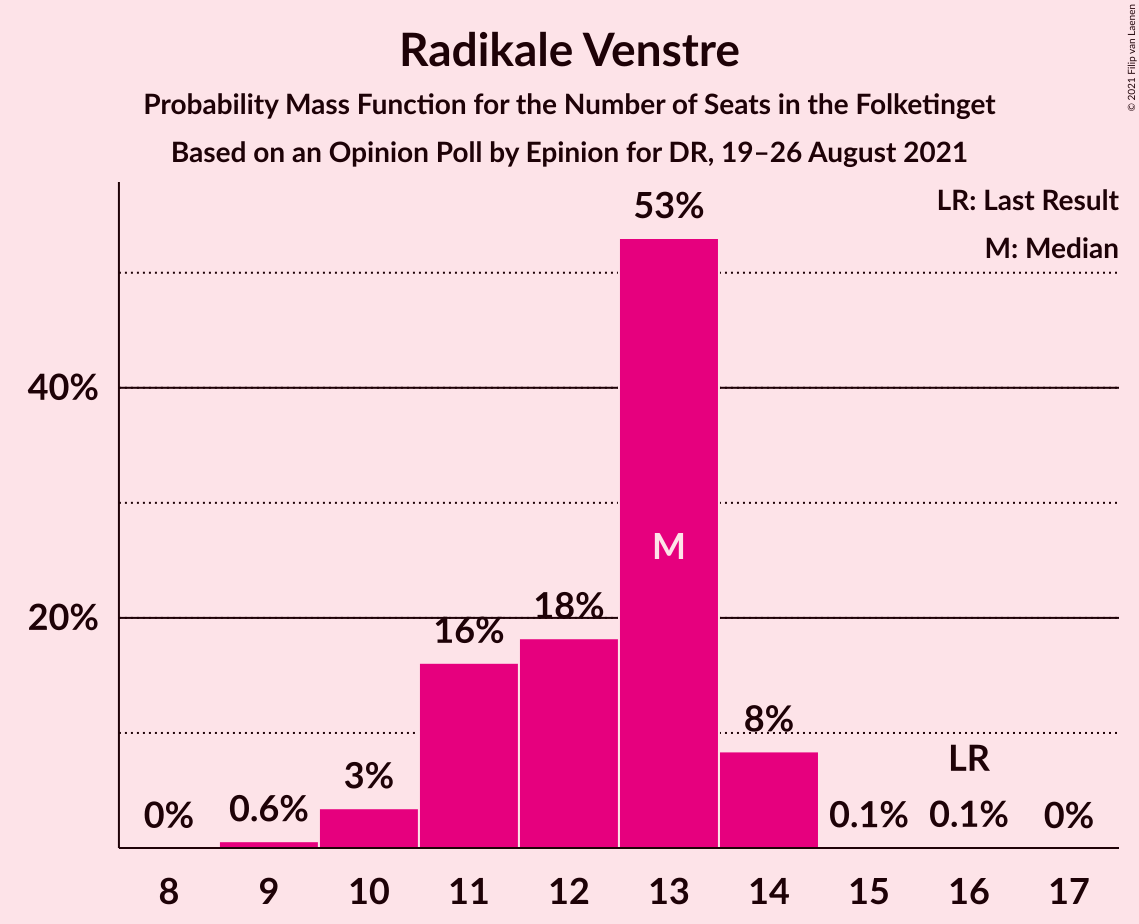 Radikale Venstre
Probability Mass Function for the Number of Seats in the Folketinget
Based on an Opinion Poll by Epinion for DR, 19–26 August 2021
© 2021 Filip van Laenen
LR: Last Result
M: Median
53%
40%
M
20%
18%
16%
8%
LR
3%
0%
0.6%
0.1%
0.1%
0%
8 9 10 11 12 13 14 15 16 17